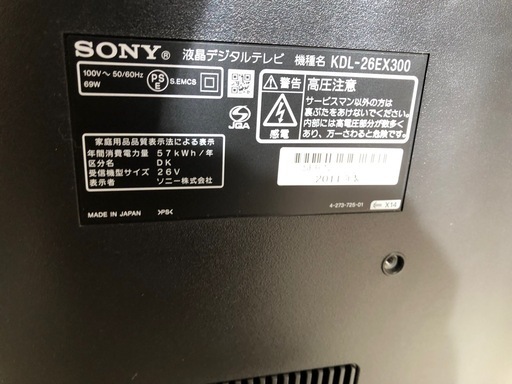 SONY® 液晶デジタルテレビ 機種名 KDL-26EX300
100V～ 50/60Hz
69W
PS
E
S.EMCS
JQA
警告
感電
高圧注意
サービスマン以外の方は
裏ぶたをあけないでください。
内部には高電圧部分が数多く
あり、万一さわると危険です。
家庭用品品質表示法による表示
年間消費電力量 57kWh/年
区分名 DK
受信機型サイズ 26V
ソニー株式会社
2011
MADE IN JAPAN >PS<
4-273-725-01
X14